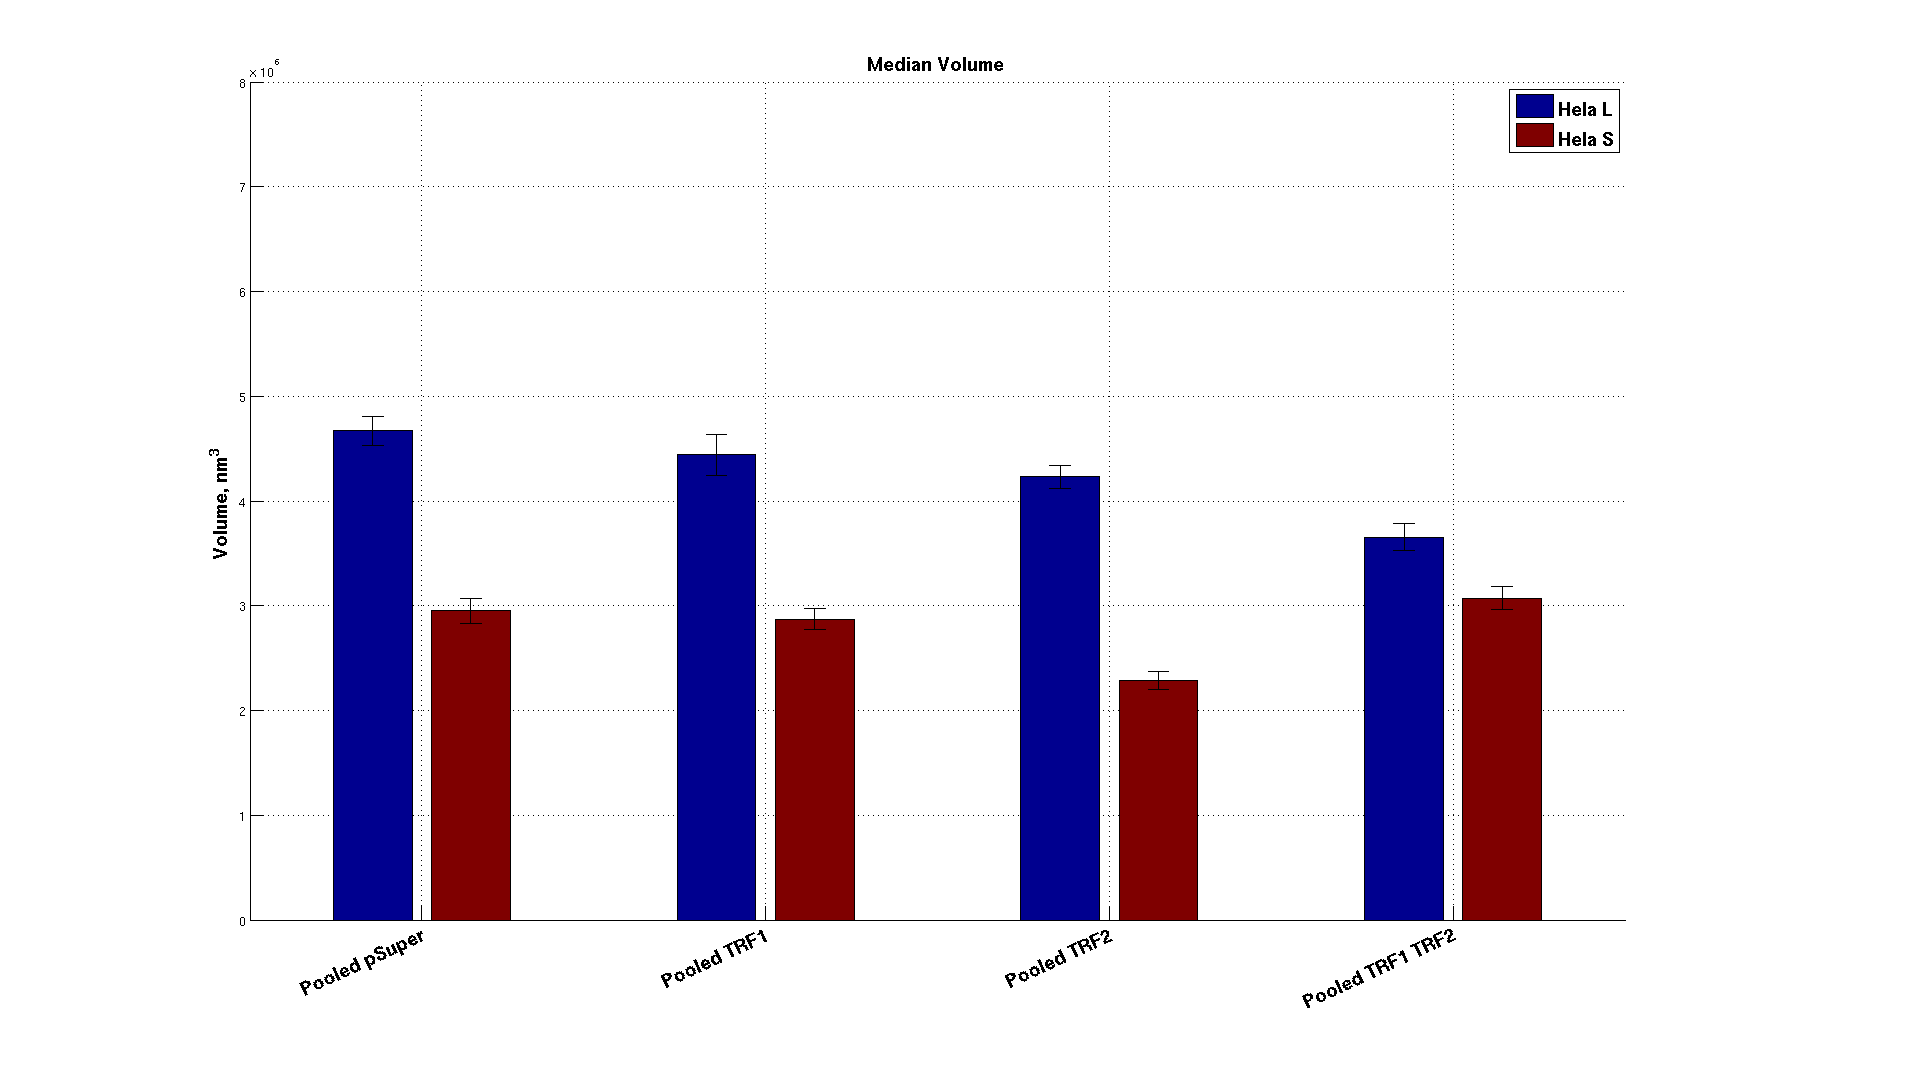 Median Volume
× 10⁶
8
7
6
5
4
3
2
1
0
Volume, nm³
Hela L
Hela S
Pooled pSuper
Pooled TRF1
Pooled TRF2
Pooled TRF1 TRF2